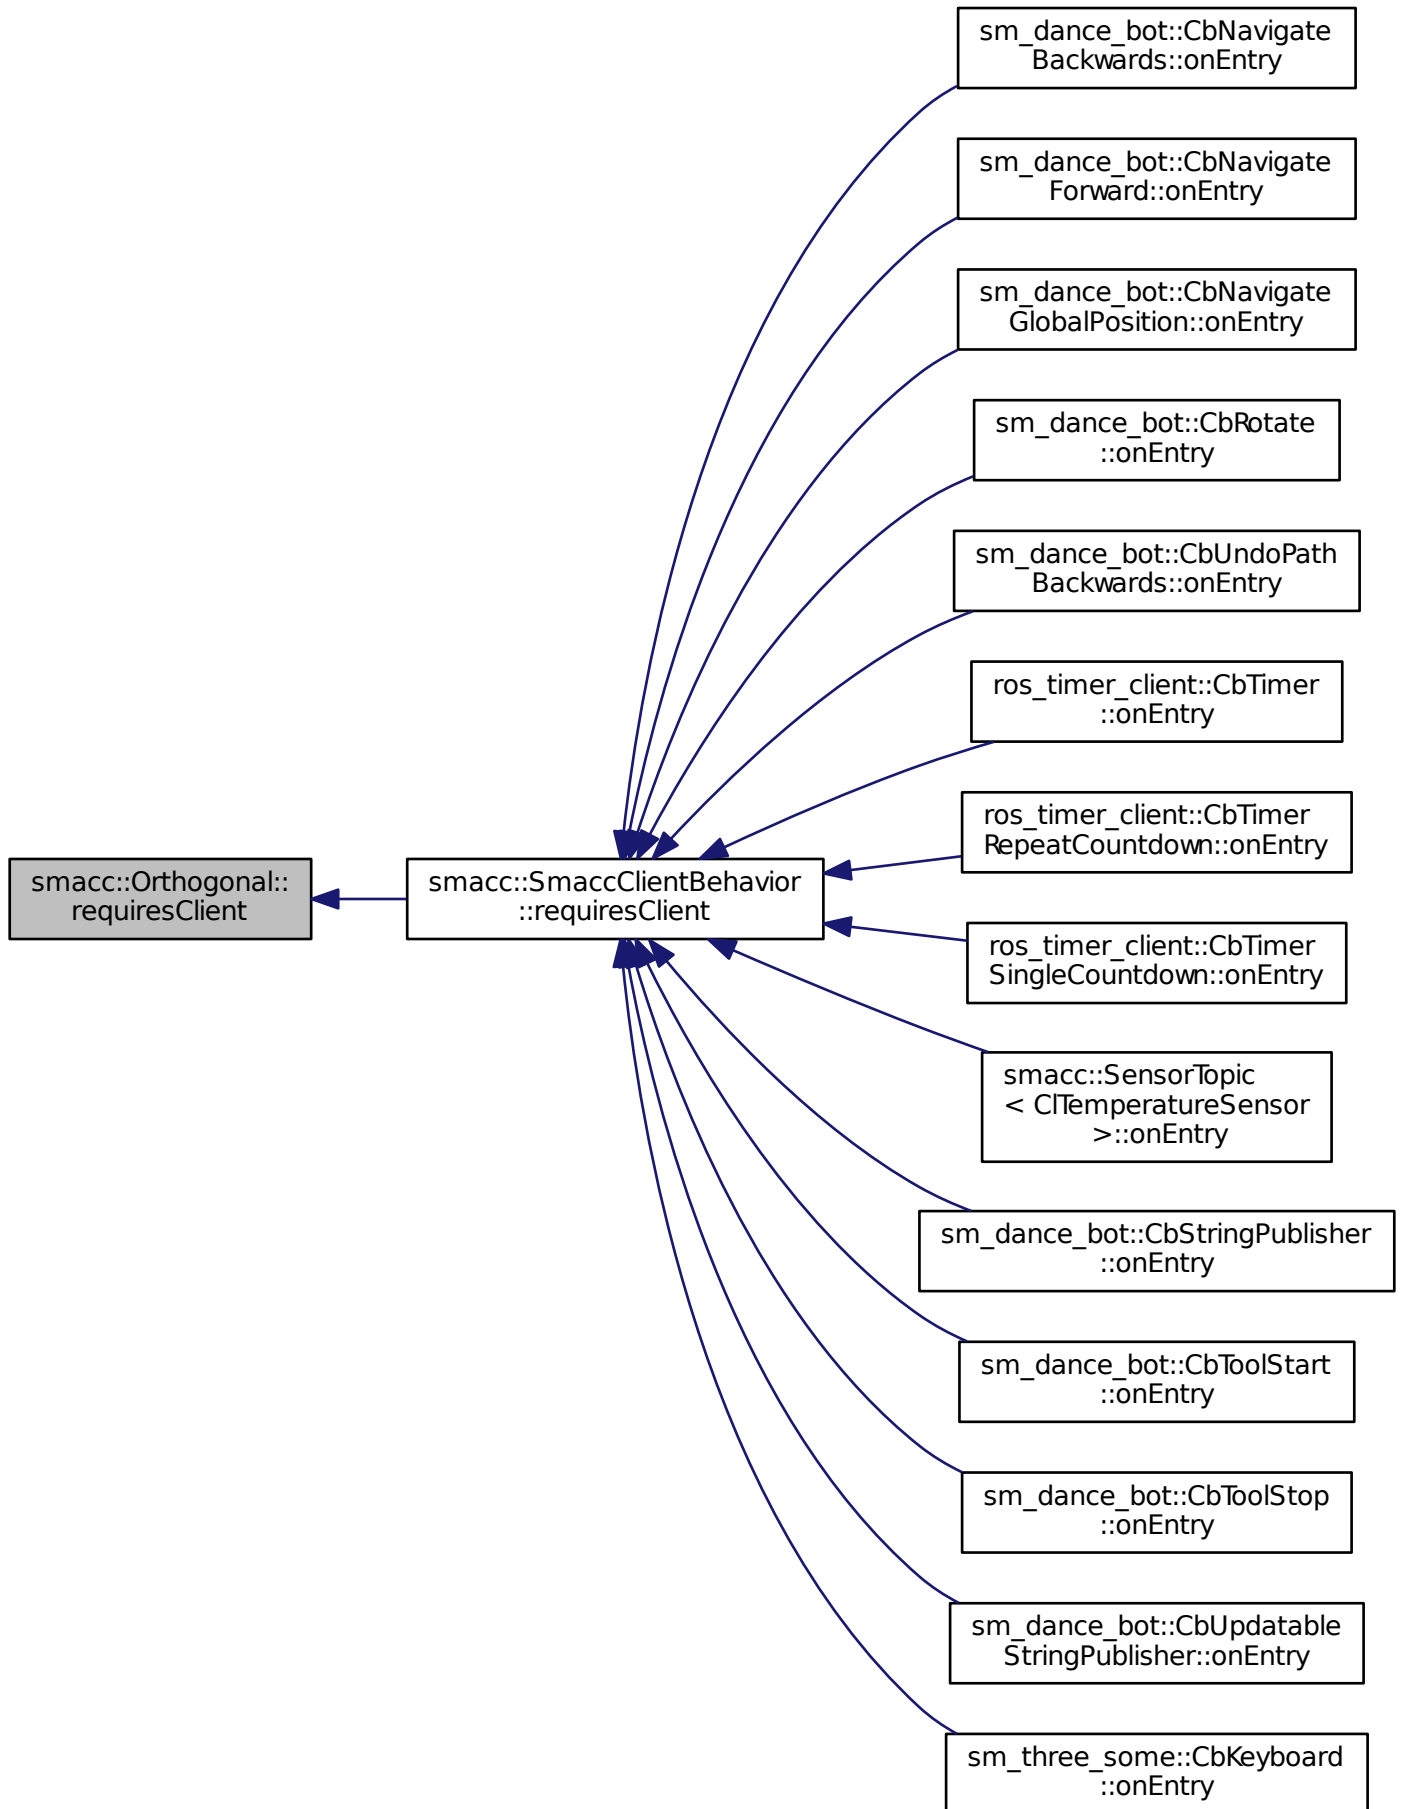 sm_dance_bot::CbNavigate
Backwards::onEntry
sm_dance_bot::CbNavigate
Forward::onEntry
sm_dance_bot::CbNavigate
GlobalPosition::onEntry
sm_dance_bot::CbRotate
::onEntry
sm_dance_bot::CbUndoPath
Backwards::onEntry
ros_timer_client::CbTimer
::onEntry
ros_timer_client::CbTimer
RepeatCountdown::onEntry
smacc::Orthogonal::
requiresClient
smacc::SmaccClientBehavior
::requiresClient
ros_timer_client::CbTimer
SingleCountdown::onEntry
smacc::SensorTopic
< ClTemperatureSensor
>::onEntry
sm_dance_bot::CbStringPublisher
::onEntry
sm_dance_bot::CbToolStart
::onEntry
sm_dance_bot::CbToolStop
::onEntry
sm_dance_bot::CbUpdatable
StringPublisher::onEntry
sm_three_some::CbKeyboard
::onEntry